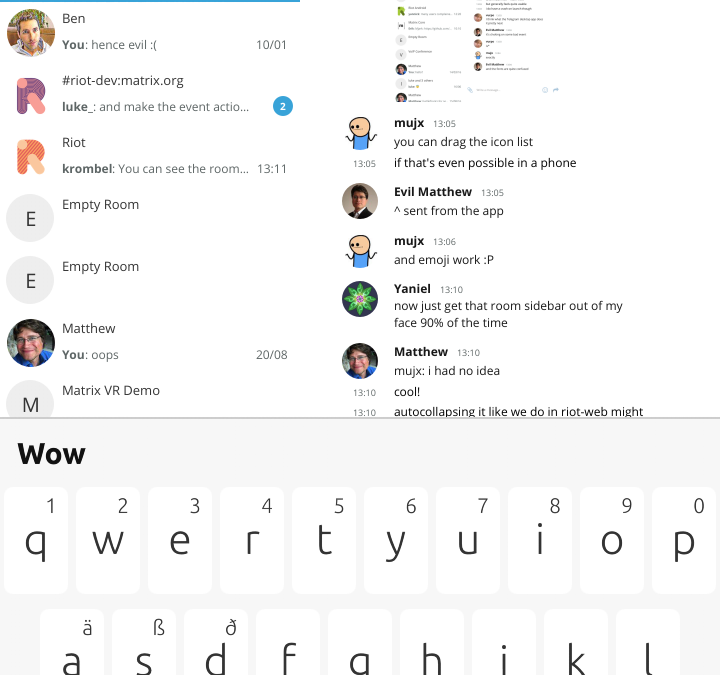 Ben
You: hence evil :( 10/01
#riot-dev:matrix.org
luke_: and make the event actio... 2
Riot
krombel: You can see the room... 13:11
E Empty Room
E Empty Room
Matthew
You: oops 20/08
M Matrix VR Demo
mujx 13:05
you can drag the icon list
13:05 if that's even possible in a phone
Evil Matthew 13:05
^ sent from the app
mujx 13:06
and emoji work :P
Yaniel 13:10
now just get that room sidebar out of my
face 90% of the time
Matthew 13:10
mujx: i had no idea
13:10 cool!
13:10 autocollapsing it like we do in riot-web might
Wow
1 2 3 4 5 6 7 8 9 0
q w e r t y u i o p
ä ß ð
a s d f g h j k l